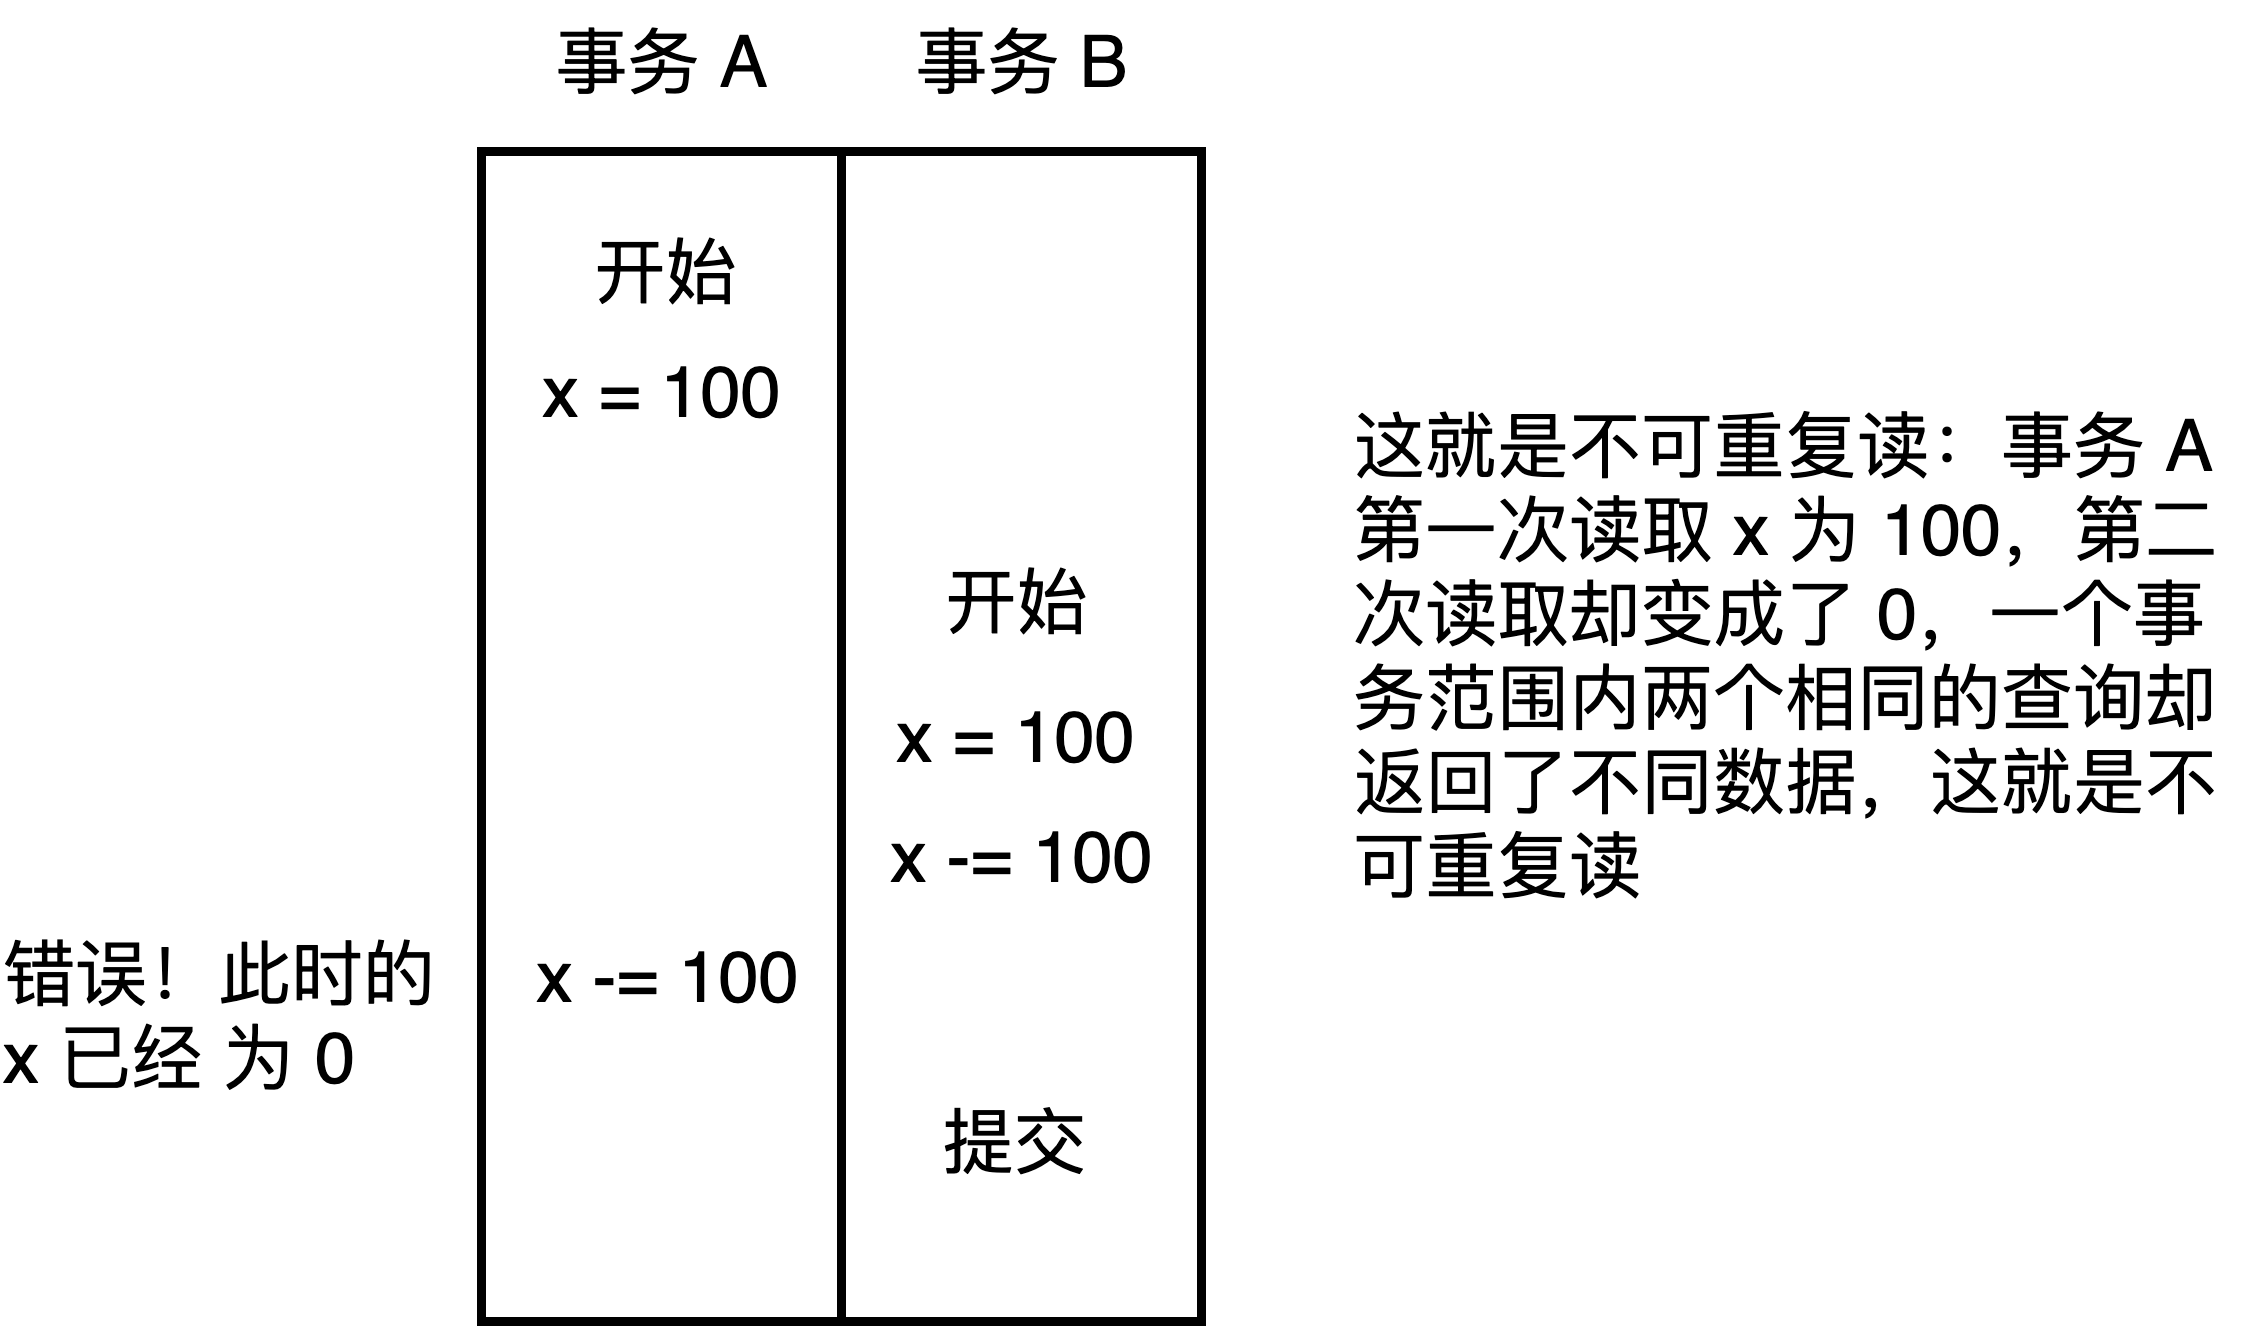 事务 A
事务 B
开始
x = 100
开始
x = 100
x -= 100
x -= 100
提交
错误！此时的
x 已经 为 0
这就是不可重复读：事务 A
第一次读取 x 为 100，第二
次读取却变成了 0，一个事
务范围内两个相同的查询却
返回了不同数据，这就是不
可重复读